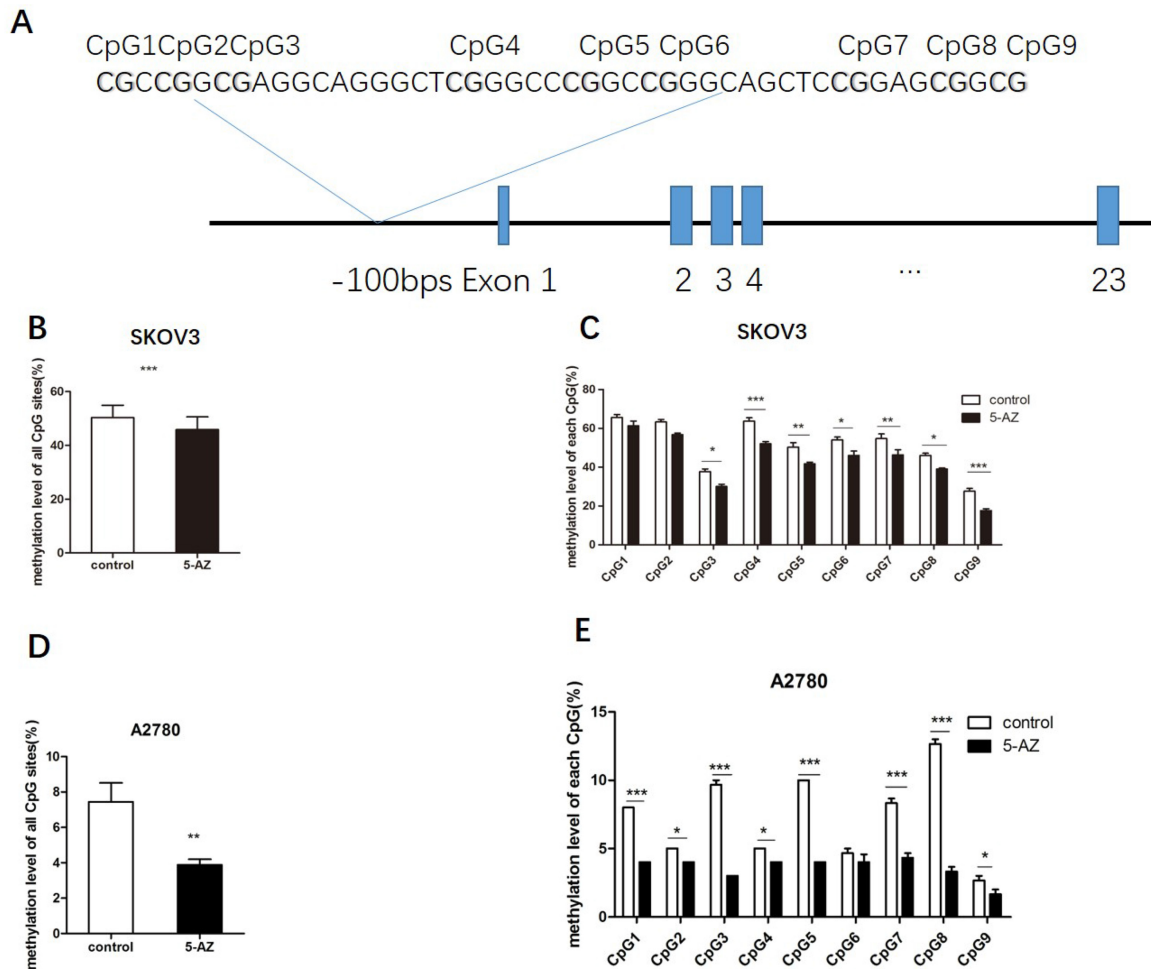 A
CpG1CpG2CpG3 CpG4 CpG5 CpG6 CpG7 CpG8 CpG9
CGCCGGCGAGGCAGGGCTCGGGCCCGGCCGGGCAGCTCCGGAGCGGCG
-100bps Exon 1 2 3 4 ... 23
B
SKOV3
methylation level of all CpG sites(%)
***
60
40
20
0
control 5-AZ
C
SKOV3
methylation level of each CpG(%)
control
5-AZ
80
60
40
20
0
* *** ** * ** * ***
CpG1 CpG2 CpG3 CpG4 CpG5 CpG6 CpG7 CpG8 CpG9
D
A2780
methylation level of all CpG sites(%)
10
8
6
4
2
0
**
control 5-AZ
E
A2780
methylation level of each CpG(%)
control
5-AZ
15
10
5
0
*** * *** * *** *** *** *
CpG1 CpG2 CpG3 CpG4 CpG5 CpG6 CpG7 CpG8 CpG9